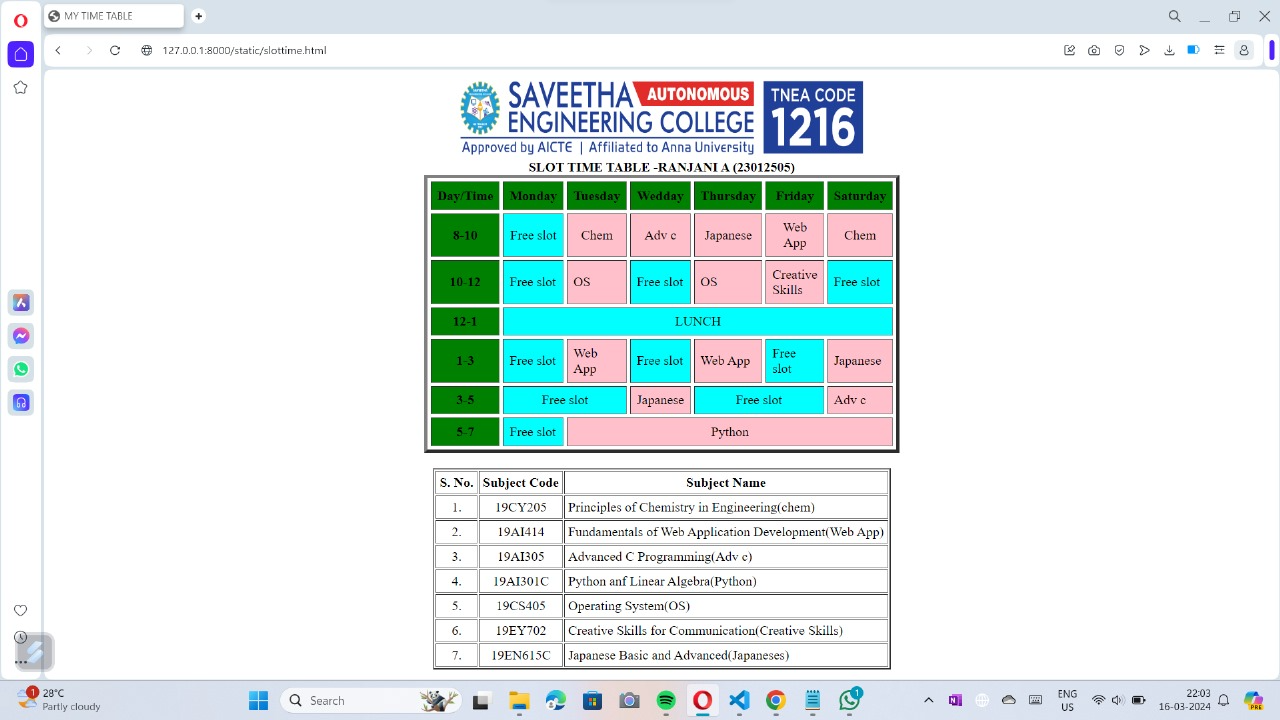 MY TIME TABLE
127.0.0.1:8000/static/slottime.html
SAVEETHA AUTONOMOUS
ENGINEERING COLLEGE
Approved by AICTE | Affiliated to Anna University
TNEA CODE
1216
SLOT TIME TABLE -RANJANI A (23012505)
Day/Time Monday Tuesday Wedday Thursday Friday Saturday
8-10 Free slot Chem Adv c Japanese Web App Chem
10-12 Free slot OS Free slot OS Creative Skills Free slot
12-1 LUNCH
1-3 Free slot Web App Free slot Web App Free slot Japanese
3-5 Free slot Japanese Free slot Adv c
5-7 Free slot Python
S. No. Subject Code Subject Name
1. 19CY205 Principles of Chemistry in Engineering(chem)
2. 19AI414 Fundamentals of Web Application Development(Web App)
3. 19AI305 Advanced C Programming(Adv c)
4. 19AI301C Python anf Linear Algebra(Python)
5. 19CS405 Operating System(OS)
6. 19EY702 Creative Skills for Communication(Creative Skills)
7. 19EN615C Japanese Basic and Advanced(Japaneses)
1
28°C
Partly cloudy
Search
1
ENG
US
22:03
16-03-2024
PRE